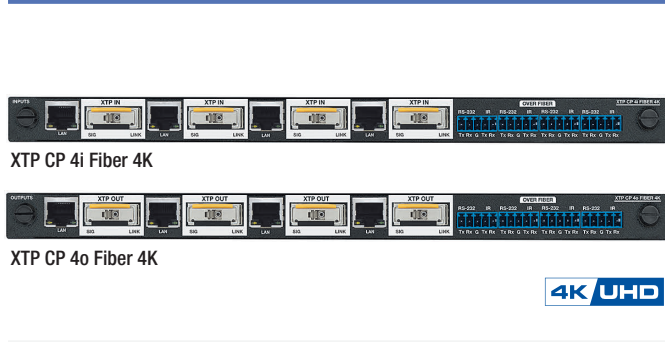 INPUTS XTP IN XTP IN XTP IN XTP IN OVER FIBER XTP CP 4i FIBER 4K
RS-232 IR RS-232 IR RS-232 IR RS-232 IR
LAN SIG LINK LAN SIG LINK LAN SIG LINK LAN SIG LINK Tx Rx G Tx Rx Tx Rx G Tx Rx Tx Rx G Tx Rx Tx Rx G Tx Rx
XTP CP 4i Fiber 4K
OUTPUTS XTP OUT XTP OUT XTP OUT XTP OUT OVER FIBER XTP CP 4o FIBER 4K
RS-232 IR RS-232 IR RS-232 IR RS-232 IR
LAN SIG LINK LAN SIG LINK LAN SIG LINK LAN SIG LINK Tx Rx G Tx Rx Tx Rx G Tx Rx Tx Rx G Tx Rx Tx Rx G Tx Rx
XTP CP 4o Fiber 4K
4K UHD